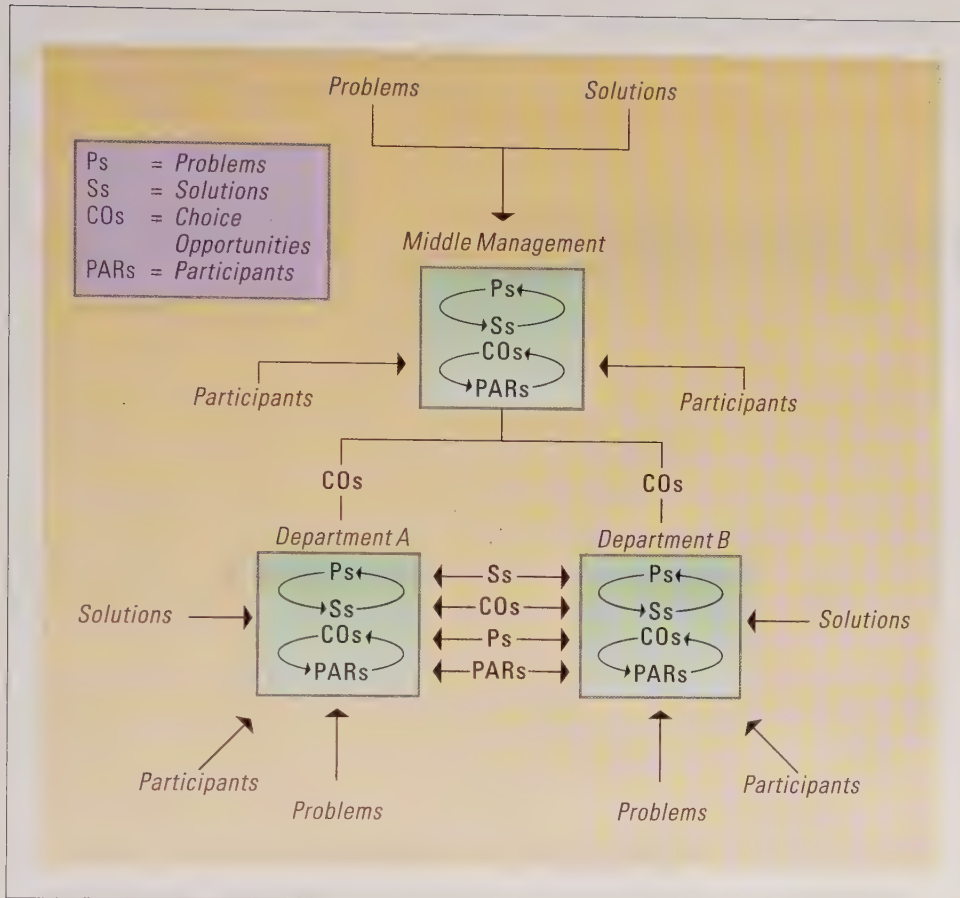 Problems
Solutions
Ps = Problems
Ss = Solutions
COs = Choice
Opportunities
PARs = Participants
Middle Management
Ps
Ss
COs
PARs
Participants
Participants
COs
COs
Department A
Department B
Ps
Ss
COs
PARs
Ss
COs
Ps
PARs
Ps
Ss
COs
PARs
Solutions
Solutions
Participants
Problems
Problems
Participants